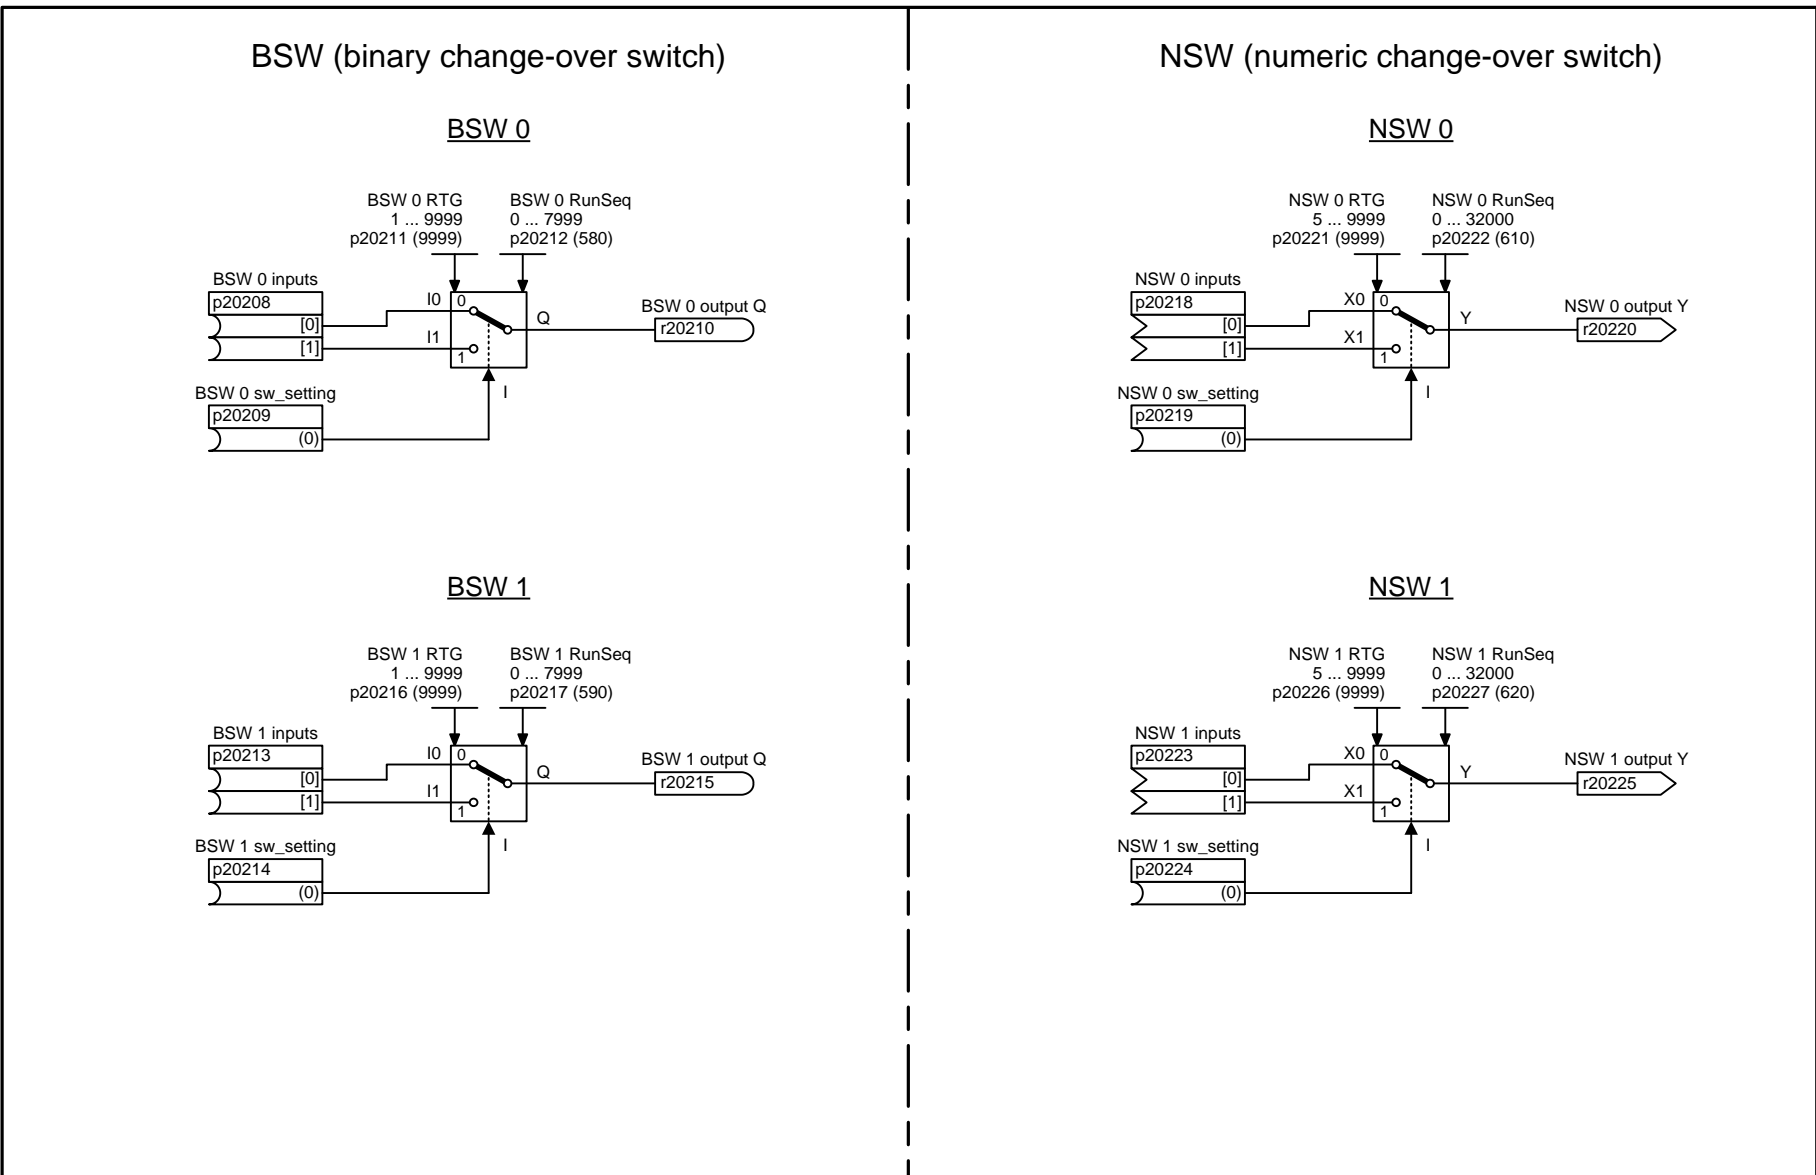 BSW (binary change-over switch)
BSW 0
BSW 0 RTG
1 ... 9999
p20211 (9999)
BSW 0 RunSeq
0 ... 7999
p20212 (580)
BSW 0 inputs
p20208
[0]
[1]
I0
I1
0
1
Q
I
BSW 0 output Q
r20210
BSW 0 sw_setting
p20209
(0)
BSW 1
BSW 1 RTG
1 ... 9999
p20216 (9999)
BSW 1 RunSeq
0 ... 7999
p20217 (590)
BSW 1 inputs
p20213
[0]
[1]
I0
I1
0
1
Q
I
BSW 1 output Q
r20215
BSW 1 sw_setting
p20214
(0)
NSW (numeric change-over switch)
NSW 0
NSW 0 RTG
5 ... 9999
p20221 (9999)
NSW 0 RunSeq
0 ... 32000
p20222 (610)
NSW 0 inputs
p20218
[0]
[1]
X0
X1
0
1
Y
I
NSW 0 output Y
r20220
NSW 0 sw_setting
p20219
(0)
NSW 1
NSW 1 RTG
5 ... 9999
p20226 (9999)
NSW 1 RunSeq
0 ... 32000
p20227 (620)
NSW 1 inputs
p20223
[0]
[1]
X0
X1
0
1
Y
I
NSW 1 output Y
r20225
NSW 1 sw_setting
p20224
(0)